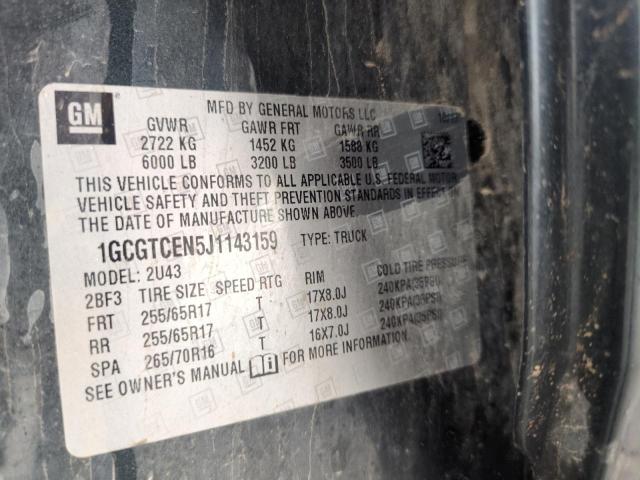 GM
MFD BY GENERAL MOTORS LLC
GVWR GAWR FRT GAWR RR
2722 KG 1452 KG 1588 KG
6000 LB 3200 LB 3500 LB
THIS VEHICLE CONFORMS TO ALL APPLICABLE U.S. FEDERAL MOTOR
VEHICLE SAFETY AND THEFT PREVENTION STANDARDS IN EFFECT ON
THE DATE OF MANUFACTURE SHOWN ABOVE.
1GCGTCEN5J1143159 TYPE: TRUCK
MODEL: 2U43
2BF3 TIRE SIZE SPEED RTG RIM COLD TIRE PRESSURE
FRT 255/65R17 T 17X8.0J 240KPA(35PSI)
RR 255/65R17 T 17X8.0J 240KPA(35PSI)
SPA 265/70R16 T 16X7.0J 240KPA(35PSI)
SEE OWNER'S MANUAL FOR MORE INFORMATION.